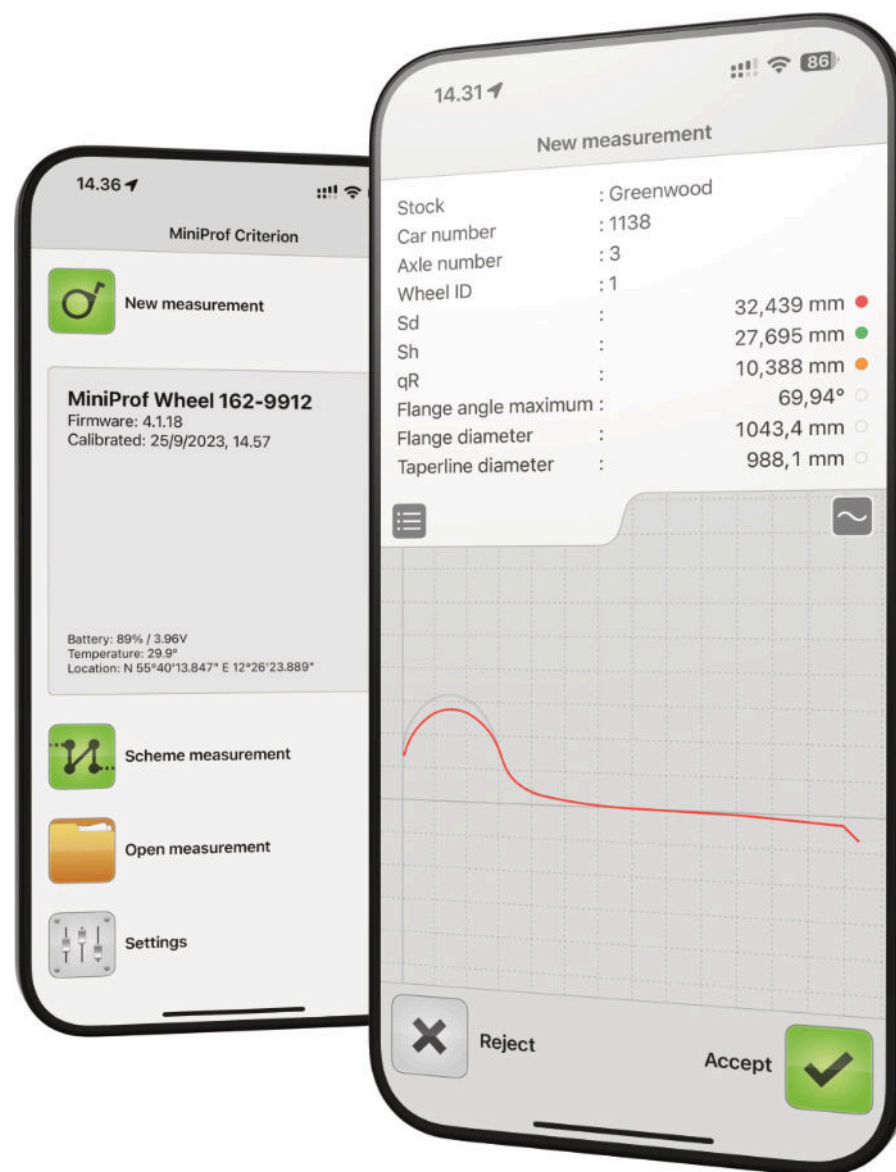 14.36
MiniProf Criterion
New measurement
MiniProf Wheel 162-9912
Firmware: 4.1.18
Calibrated: 25/9/2023, 14.57
Battery: 89% / 3.96V
Temperature: 29.9°
Location: N 55°40'13.847" E 12°26'23.889"
Scheme measurement
Open measurement
Settings
14.31
86
New measurement
Stock : Greenwood
Car number : 1138
Axle number : 3
Wheel ID : 1
Sd : 32,439 mm
Sh : 27,695 mm
qR : 10,388 mm
Flange angle maximum : 69,94°
Flange diameter : 1043,4 mm
Taperline diameter : 988,1 mm
Reject
Accept